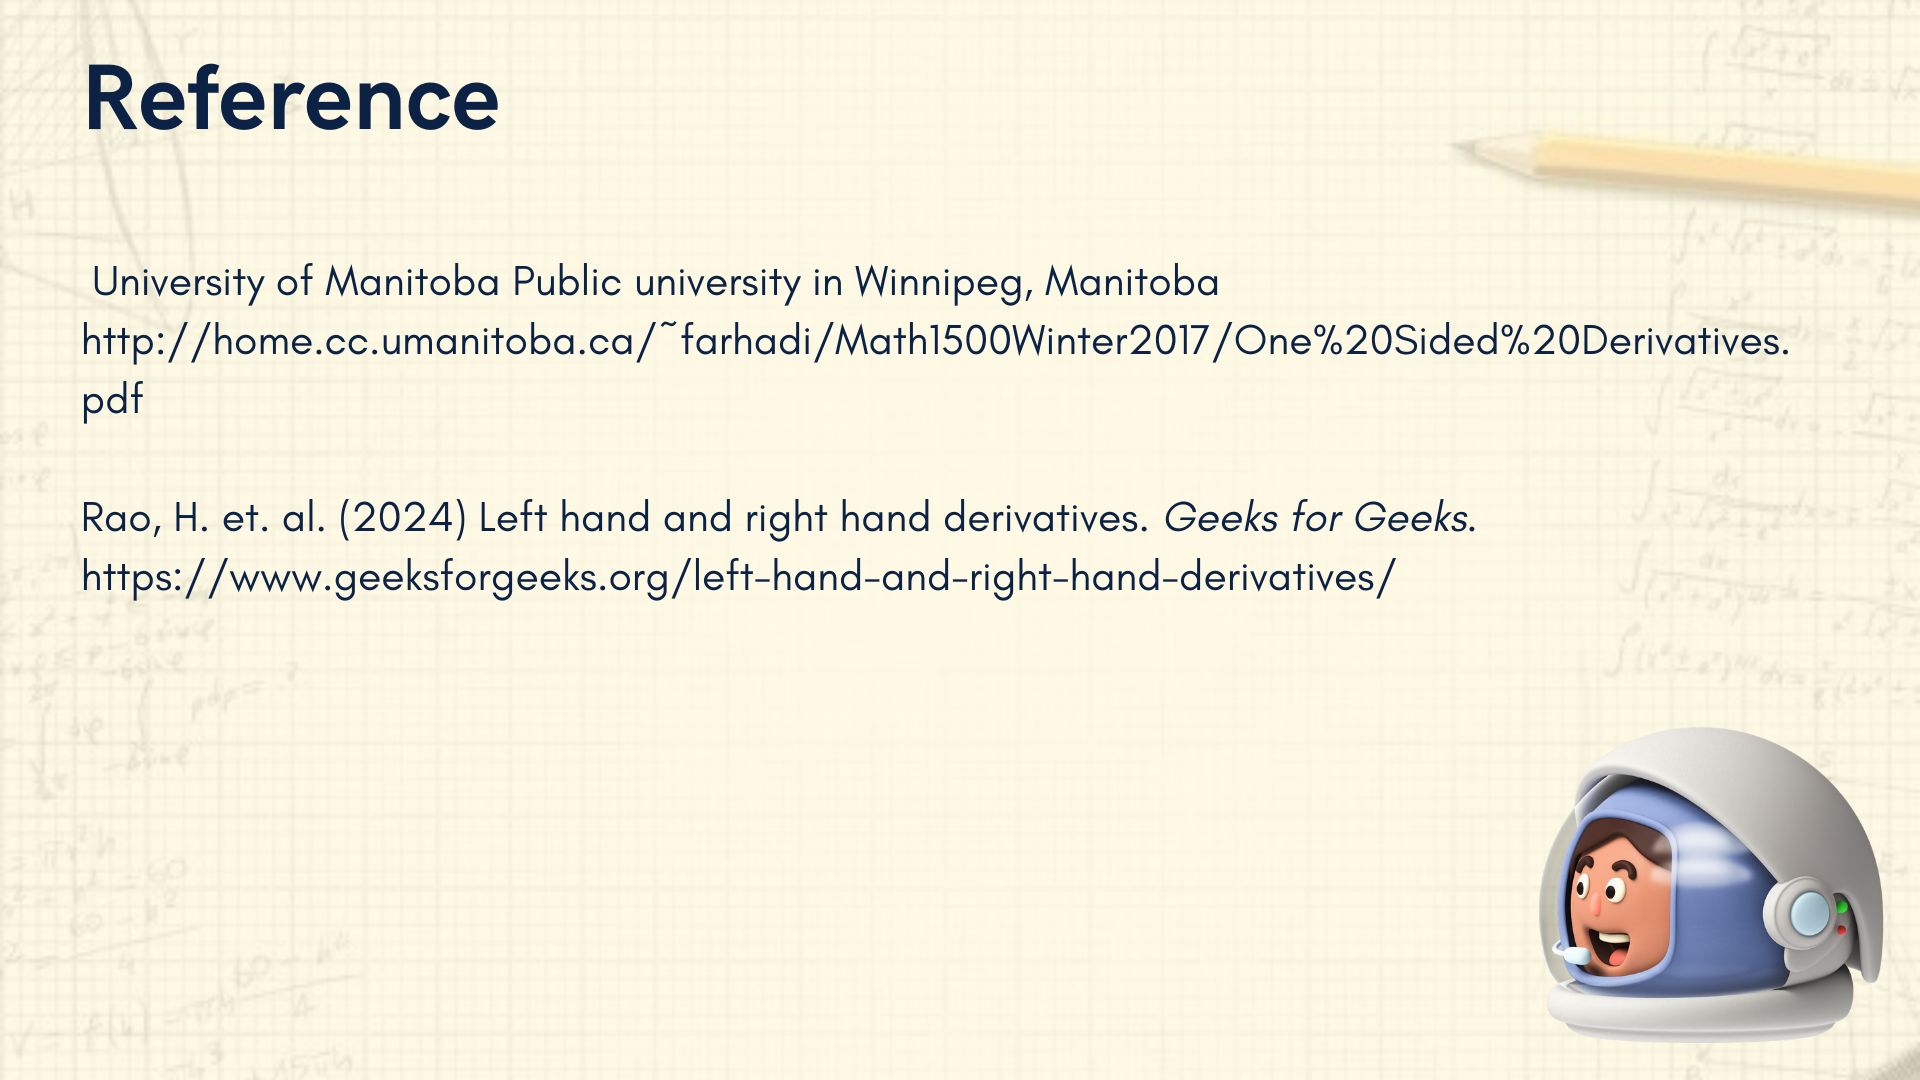 Reference
University of Manitoba Public university in Winnipeg, Manitoba
http://home.cc.umanitoba.ca/~farhadi/Math1500Winter2017/One%20Sided%20Derivatives.
pdf
Rao, H. et. al. (2024) Left hand and right hand derivatives. Geeks for Geeks.
https://www.geeksforgeeks.org/left-hand-and-right-hand-derivatives/